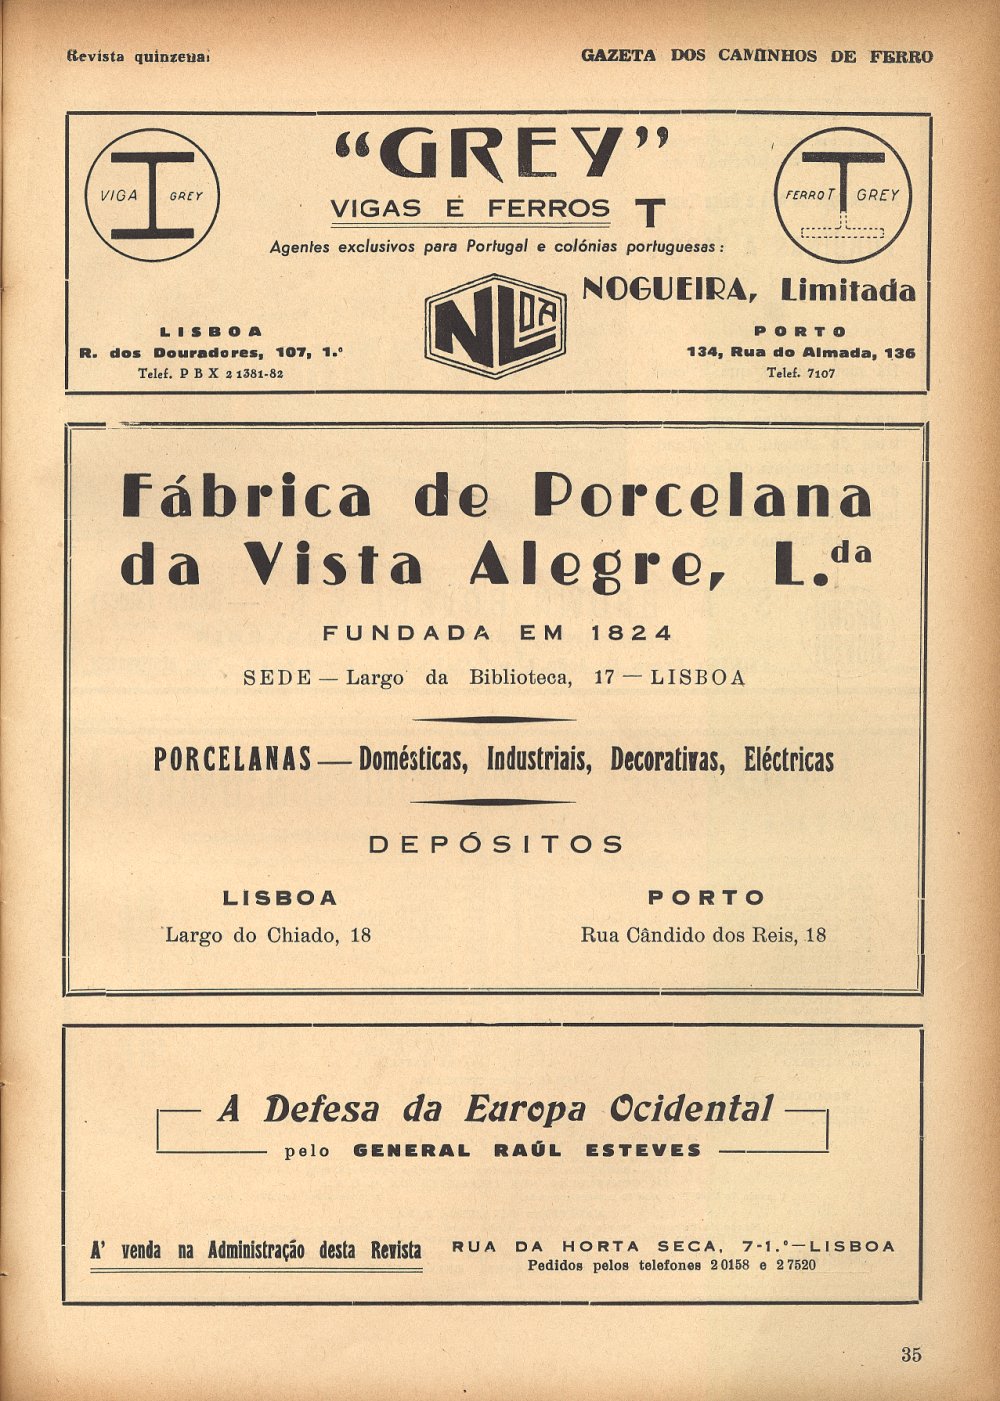 Revista quinzenal
GAZETA DOS CAMINHOS DE FERRO
VIGA GREY
“GREY”
VIGAS E FERROS T
FERRO T GREY
Agentes exclusivos para Portugal e colónias portuguesas:
NLDA
NOGUEIRA, Limitada
LISBOA
R. dos Douradores, 107, 1.º
Telef. P B X 2 1381-82
PORTO
134, Rua do Almada, 136
Telef. 7107
Fábrica de Porcelana
da Vista Alegre, L.da
FUNDADA EM 1824
SEDE — Largo da Biblioteca, 17 — LISBOA
PORCELANAS — Domésticas, Industriais, Decorativas, Eléctricas
DEPÓSITOS
LISBOA
Largo do Chiado, 18
PORTO
Rua Cândido dos Reis, 18
A Defesa da Europa Ocidental
pelo GENERAL RAÚL ESTEVES
A' venda na Administração desta Revista
RUA DA HORTA SECA, 7-1.º—LISBOA
Pedidos pelos telefones 2 0158 e 2 7520
35